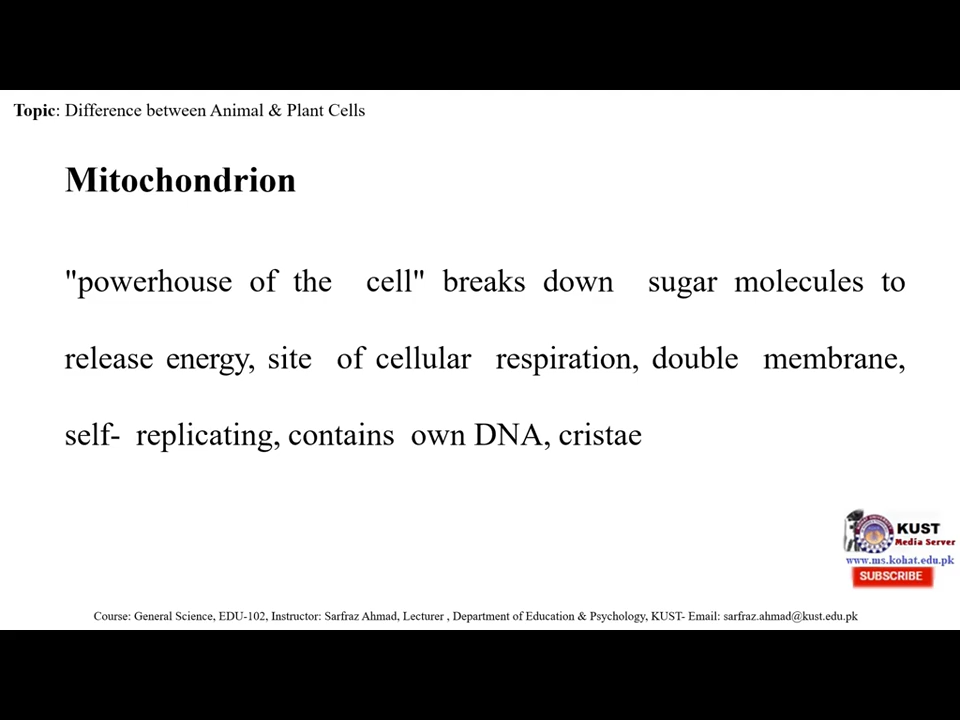 Topic: Difference between Animal & Plant Cells
Mitochondrion
"powerhouse of the cell" breaks down sugar molecules to
release energy, site of cellular respiration, double membrane,
self- replicating, contains own DNA, cristae
KUST
Media Server
www.ms.kohat.edu.pk
SUBSCRIBE
Course: General Science, EDU-102, Instructor: Sarfraz Ahmad, Lecturer , Department of Education & Psychology, KUST- Email: sarfraz.ahmad@kust.edu.pk